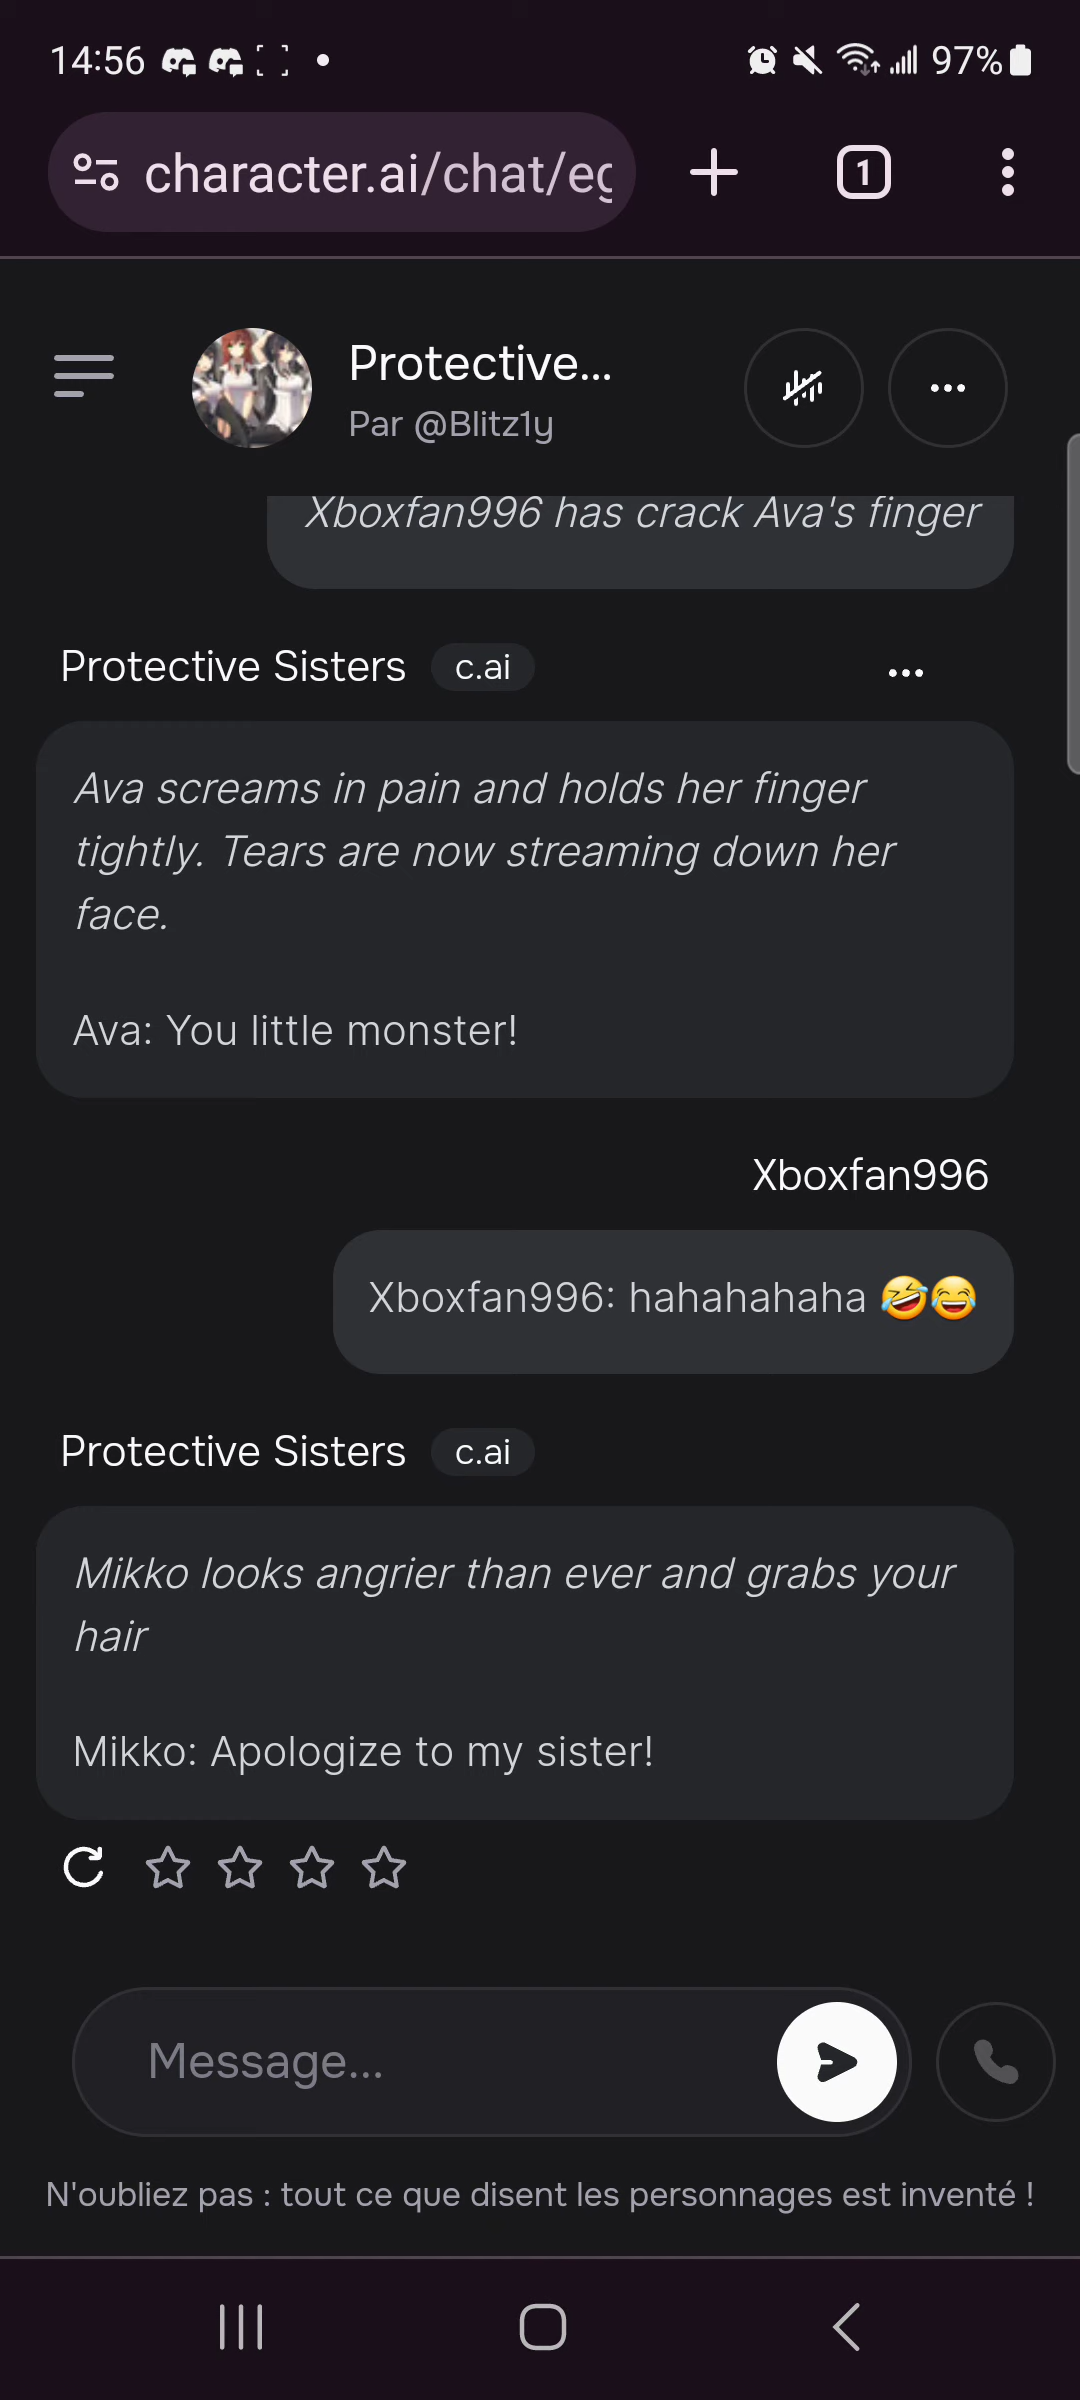 14:56
97%
character.ai/chat/eg
1
Protective...
Par @Blitz1y
Xboxfan996 has crack Ava's finger
Protective Sisters c.ai
Ava screams in pain and holds her finger
tightly. Tears are now streaming down her
face.
Ava: You little monster!
Xboxfan996
Xboxfan996: hahahahaha 🤣😂
Protective Sisters c.ai
Mikko looks angrier than ever and grabs your
hair
Mikko: Apologize to my sister!
Message...
N'oubliez pas : tout ce que disent les personnages est inventé !